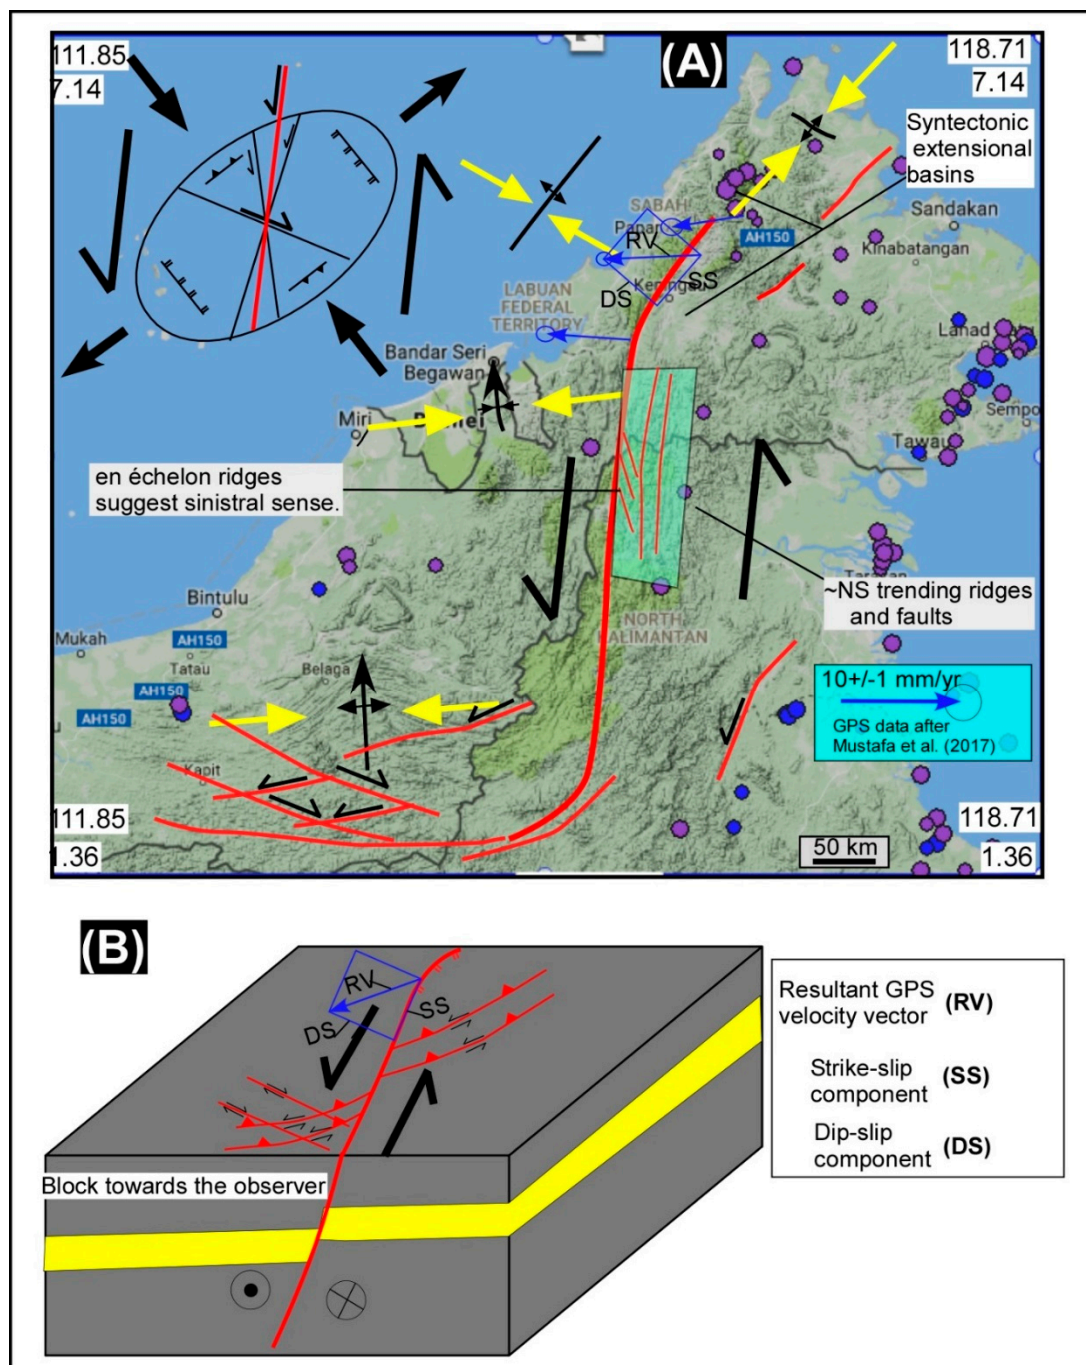 (A)
111.85
7.14
118.71
7.14
Syntectonic
extensional
basins
SABAH
Papar
RV
AH150
Sandakan
Kinabatangan
SS
DS
Keningau
LABUAN
FEDERAL
TERRITORY
Bandar Seri
Begawan
Lahad Datu
Miri
Sempo
Tawau
en échelon ridges
suggest sinistral sense.
Bintulu
~NS trending ridges
and faults
Mukah
AH150
Tatau
Belaga
NORTH
KALIMANTAN
AH150
AH150
10+/-1 mm/yr
GPS data after
Mustafa et al. (2017)
Kapit
111.85
1.36
118.71
1.36
50 km
(B)
RV
SS
DS
Block towards the observer
Resultant GPS
velocity vector (RV)
Strike-slip
component (SS)
Dip-slip
component (DS)